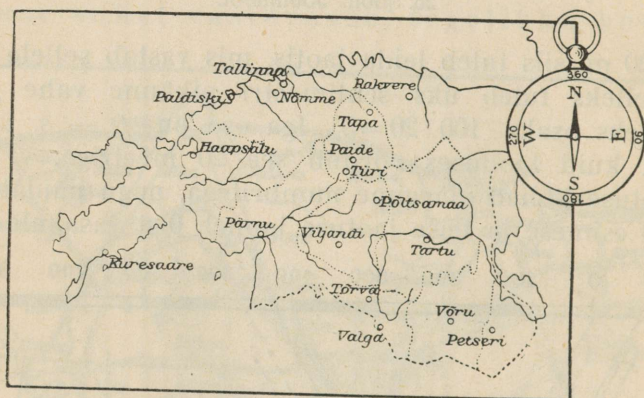 Tallinna
Rakvere
Paldiski
Nõmme
Tapa
Haapsalu
Paide
Türi
Põltsamaa
Pärnu
Viljandi
Tartu
Kuresaare
Tõrva
Võru
Valga
Petseri
360
N
270
W
E
90
S
180